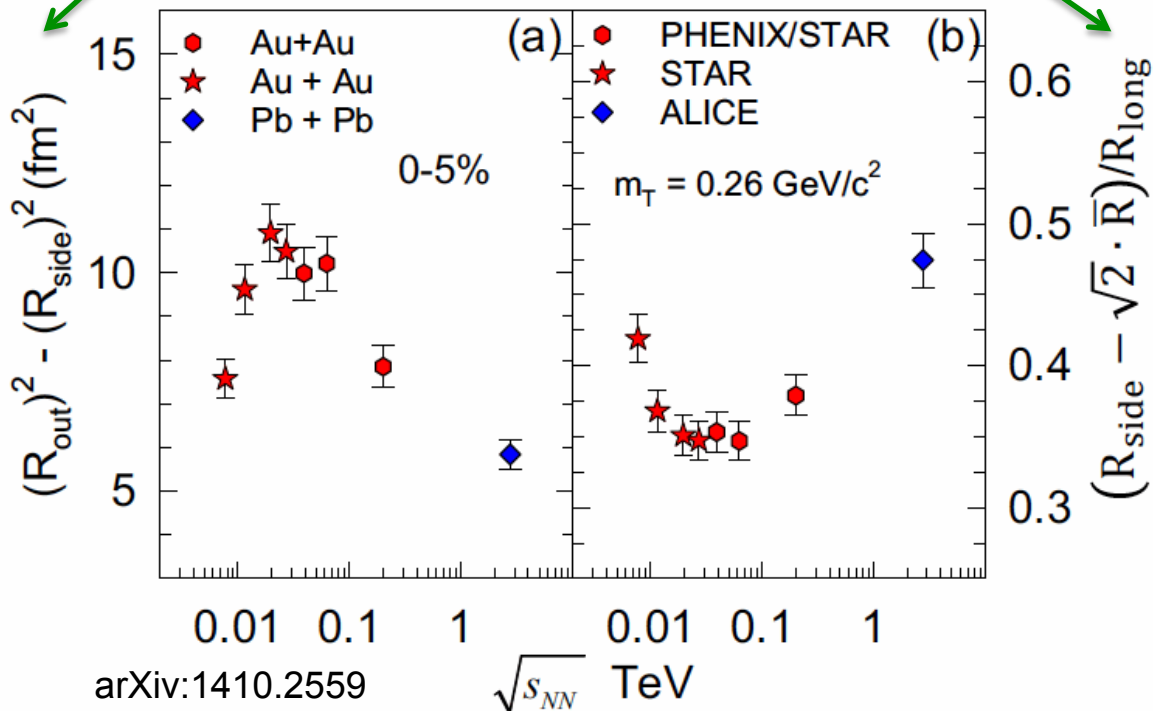 (a)
Au+Au
Au + Au
Pb + Pb
0-5%
15
10
5
(R_out)² - (R_side)² (fm²)
0.01 0.1 1
(b)
PHENIX/STAR
STAR
ALICE
m_T = 0.26 GeV/c²
0.6
0.5
0.4
0.3
(R_side − √2 · R̅)/R_long
0.01 0.1 1
√s_NN TeV
arXiv:1410.2559